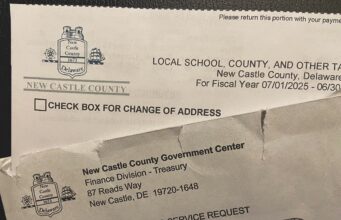 Please return this portion with your payme
New Castle
County
Delaware
NEW CASTLE COUNTY
LOCAL SCHOOL, COUNTY, AND OTHER TA
New Castle County, Delaware
For Fiscal Year 07/01/2025 - 06/30/
CHECK BOX FOR CHANGE OF ADDRESS
New Castle County Government Center
Finance Division - Treasury
87 Reads Way
New Castle, DE 19720-1648
SERVICE REQUEST